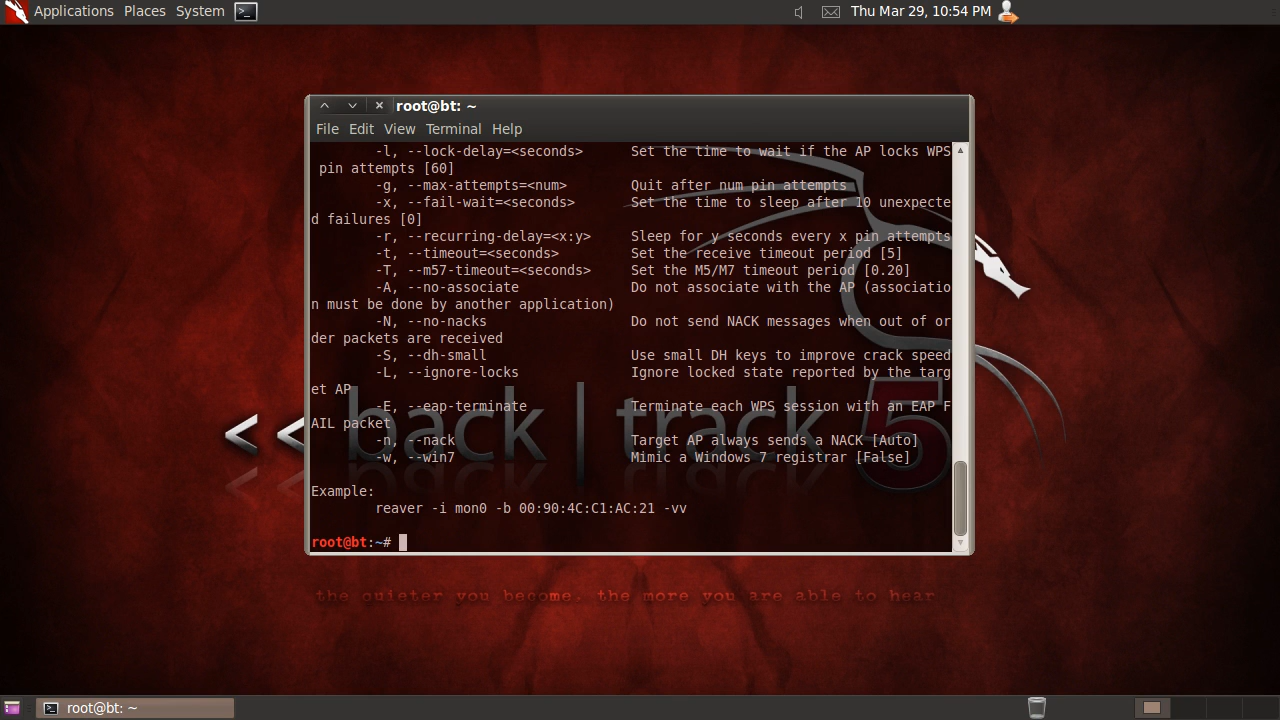 Applications Places System Thu Mar 29, 10:54 PM
root@bt: ~
File Edit View Terminal Help
-l, --lock-delay=<seconds> Set the time to wait if the AP locks WPS
pin attempts [60]
-g, --max-attempts=<num> Quit after num pin attempts
-x, --fail-wait=<seconds> Set the time to sleep after 10 unexpecte
d failures [0]
-r, --recurring-delay=<x:y> Sleep for y seconds every x pin attempts
-t, --timeout=<seconds> Set the receive timeout period [5]
-T, --m57-timeout=<seconds> Set the M5/M7 timeout period [0.20]
-A, --no-associate Do not associate with the AP (associatio
n must be done by another application)
-N, --no-nacks Do not send NACK messages when out of or
der packets are received
-S, --dh-small Use small DH keys to improve crack speed
-L, --ignore-locks Ignore locked state reported by the targ
et AP
-E, --eap-terminate Terminate each WPS session with an EAP F
AIL packet
-n, --nack Target AP always sends a NACK [Auto]
-w, --win7 Mimic a Windows 7 registrar [False]
Example:
reaver -i mon0 -b 00:90:4C:C1:AC:21 -vv
root@bt:~#
<< back | track 5
the quieter you become. the more you are able to hear
root@bt: ~